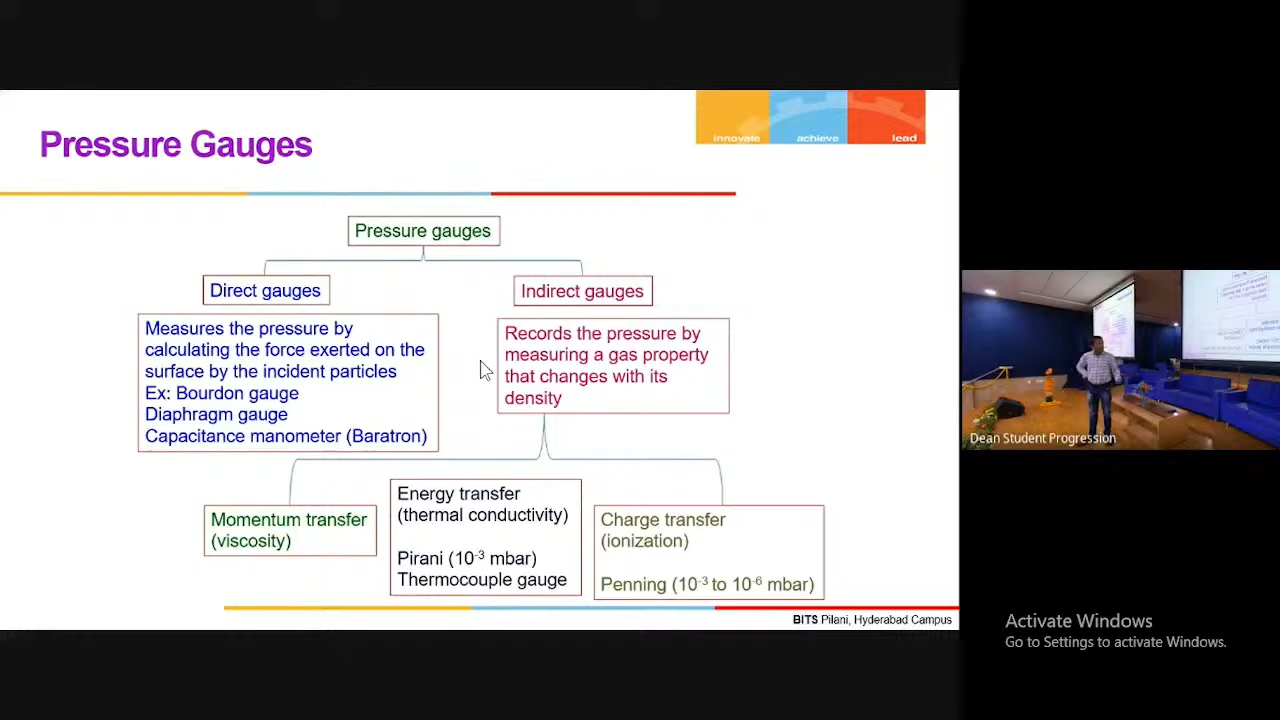 Pressure Gauges
innovate
achieve
lead
Pressure gauges
Direct gauges
Indirect gauges
Measures the pressure by
calculating the force exerted on the
surface by the incident particles
Ex: Bourdon gauge
Diaphragm gauge
Capacitance manometer (Baratron)
Records the pressure by
measuring a gas property
that changes with its
density
Momentum transfer
(viscosity)
Energy transfer
(thermal conductivity)
Pirani (10⁻³ mbar)
Thermocouple gauge
Charge transfer
(ionization)
Penning (10⁻³ to 10⁻⁶ mbar)
BITS Pilani, Hyderabad Campus
Dean Student Progression
Activate Windows
Go to Settings to activate Windows.